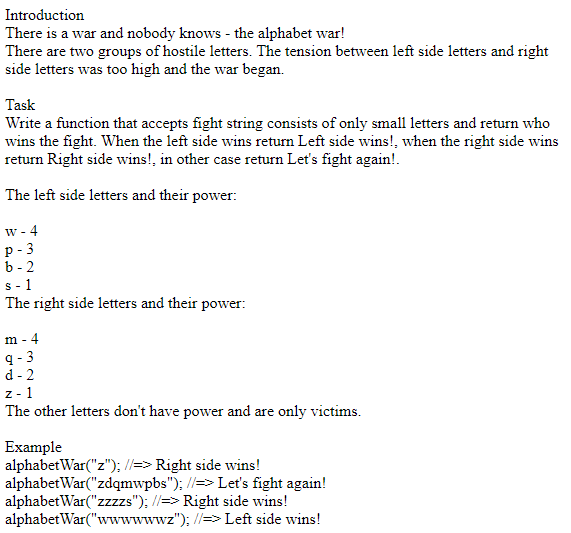 Introduction
There is a war and nobody knows - the alphabet war!
There are two groups of hostile letters. The tension between left side letters and right
side letters was too high and the war began.
Task
Write a function that accepts fight string consists of only small letters and return who
wins the fight. When the left side wins return Left side wins!, when the right side wins
return Right side wins!, in other case return Let's fight again!.
The left side letters and their power:
w - 4
p - 3
b - 2
s - 1
The right side letters and their power:
m - 4
q - 3
d - 2
z - 1
The other letters don't have power and are only victims.
Example
alphabetWar("z"); //=> Right side wins!
alphabetWar("zdqmwpbs"); //=> Let's fight again!
alphabetWar("zzzzs"); //=> Right side wins!
alphabetWar("wwwwwwz"); //=> Left side wins!